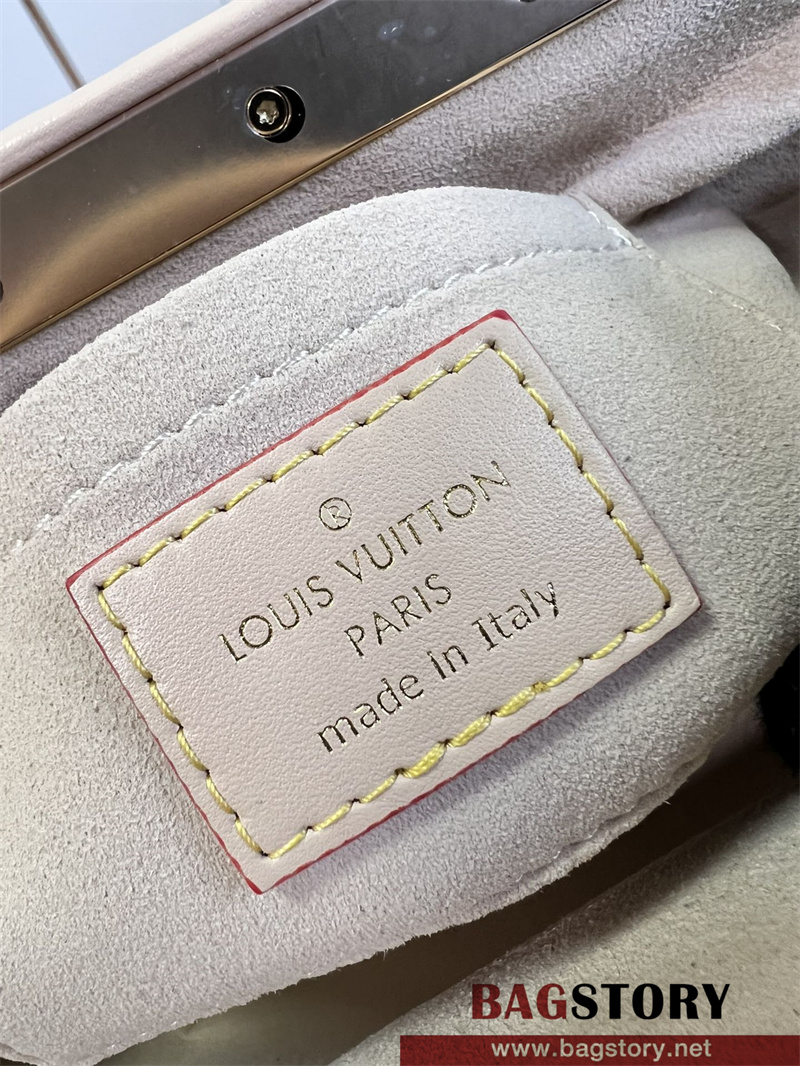 ®
LOUIS VUITTON
PARIS
made in Italy
BAGSTORY
www.bagstory.net